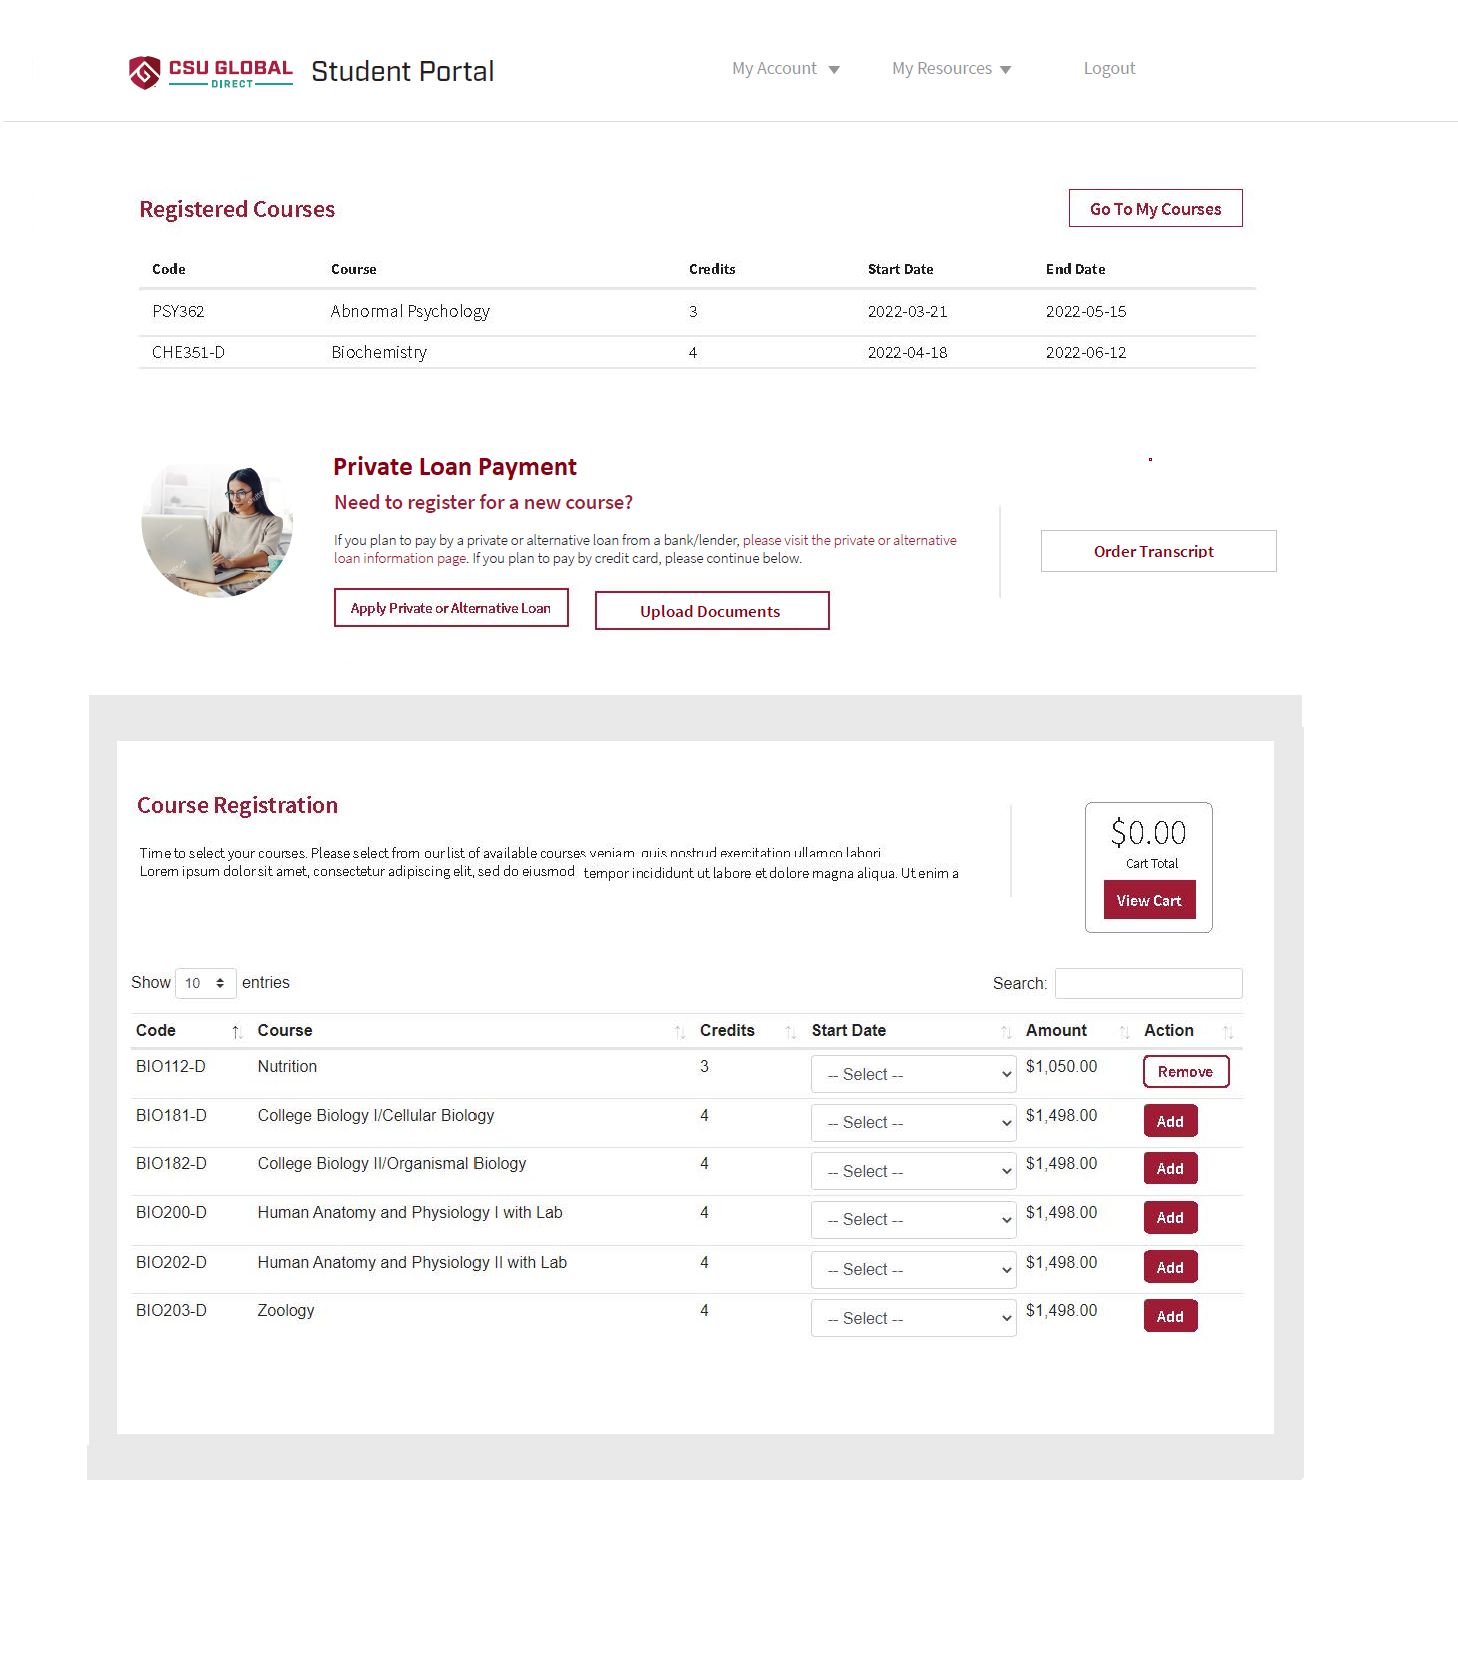 CSU GLOBAL
DIRECT
Student Portal
My Account
My Resources
Logout
Registered Courses
Go To My Courses
Code Course Credits Start Date End Date
PSY362 Abnormal Psychology 3 2022-03-21 2022-05-15
CHE351-D Biochemistry 4 2022-04-18 2022-06-12
Private Loan Payment
Need to register for a new course?
If you plan to pay by a private or alternative loan from a bank/lender, please visit the private or alternative
loan information page. If you plan to pay by credit card, please continue below.
Apply Private or Alternative Loan
Upload Documents
Order Transcript
Course Registration
Time to select your courses. Please select from our list of available courses veniam, quis nostrud exercitation ullamco labori
Lorem ipsum dolor sit amet, consectetur adipiscing elit, sed do eiusmod tempor incididunt ut labore et dolore magna aliqua. Ut enim a
$0.00
Cart Total
View Cart
Show 10 entries
Search:
Code Course Credits Start Date Amount Action
BIO112-D Nutrition 3 -- Select -- $1,050.00 Remove
BIO181-D College Biology I/Cellular Biology 4 -- Select -- $1,498.00 Add
BIO182-D College Biology II/Organismal Biology 4 -- Select -- $1,498.00 Add
BIO200-D Human Anatomy and Physiology I with Lab 4 -- Select -- $1,498.00 Add
BIO202-D Human Anatomy and Physiology II with Lab 4 -- Select -- $1,498.00 Add
BIO203-D Zoology 4 -- Select -- $1,498.00 Add